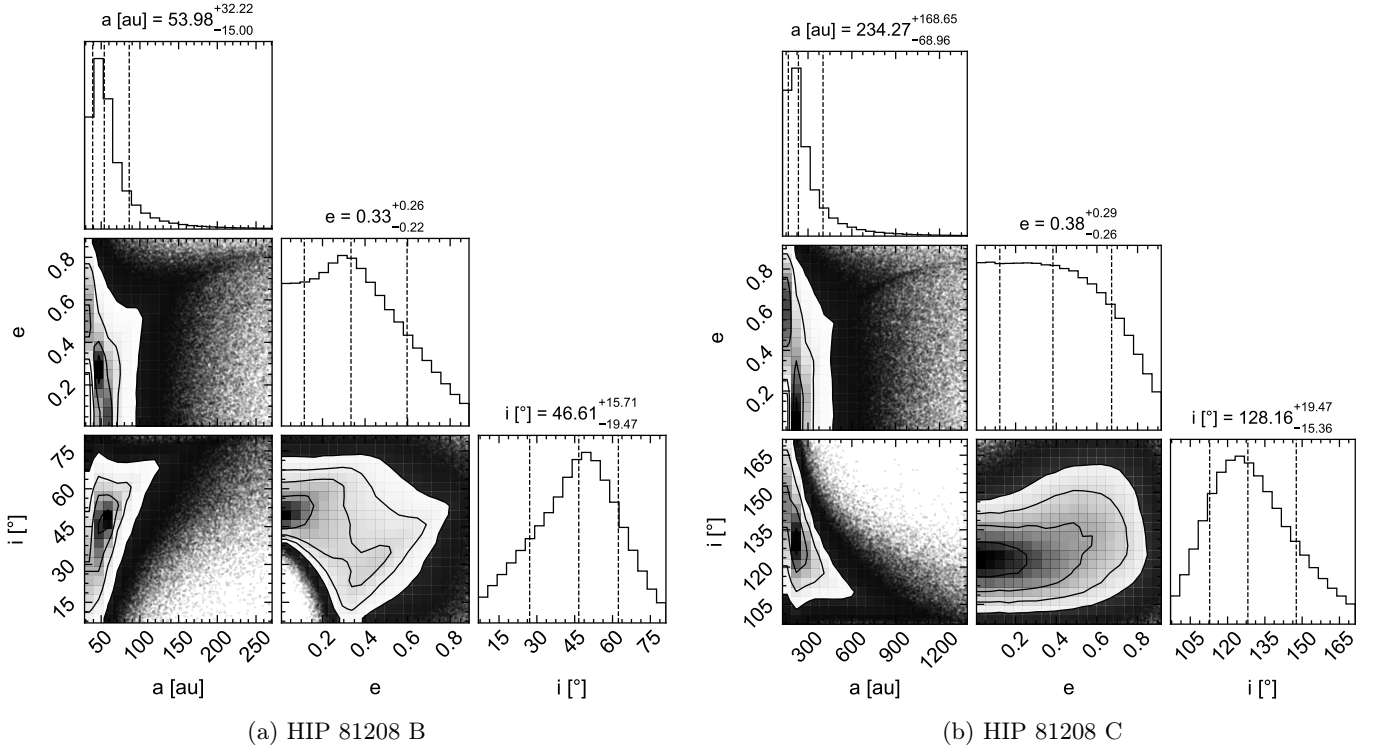 a [au] = 53.98 +32.22 −15.00
e = 0.33 +0.26 −0.22
i [°] = 46.61 +15.71 −19.47
0.8
0.6
0.4
0.2
e
75
60
45
30
15
i [°]
50 100 150 200 250
a [au]
0.2 0.4 0.6 0.8
e
15 30 45 60 75
i [°]
(a) HIP 81208 B
a [au] = 234.27 +168.65 −68.96
e = 0.38 +0.29 −0.26
i [°] = 128.16 +19.47 −15.36
0.8
0.6
0.4
0.2
e
165
150
135
120
105
i [°]
300 600 900 1200
a [au]
0.2 0.4 0.6 0.8
e
105 120 135 150 165
i [°]
(b) HIP 81208 C